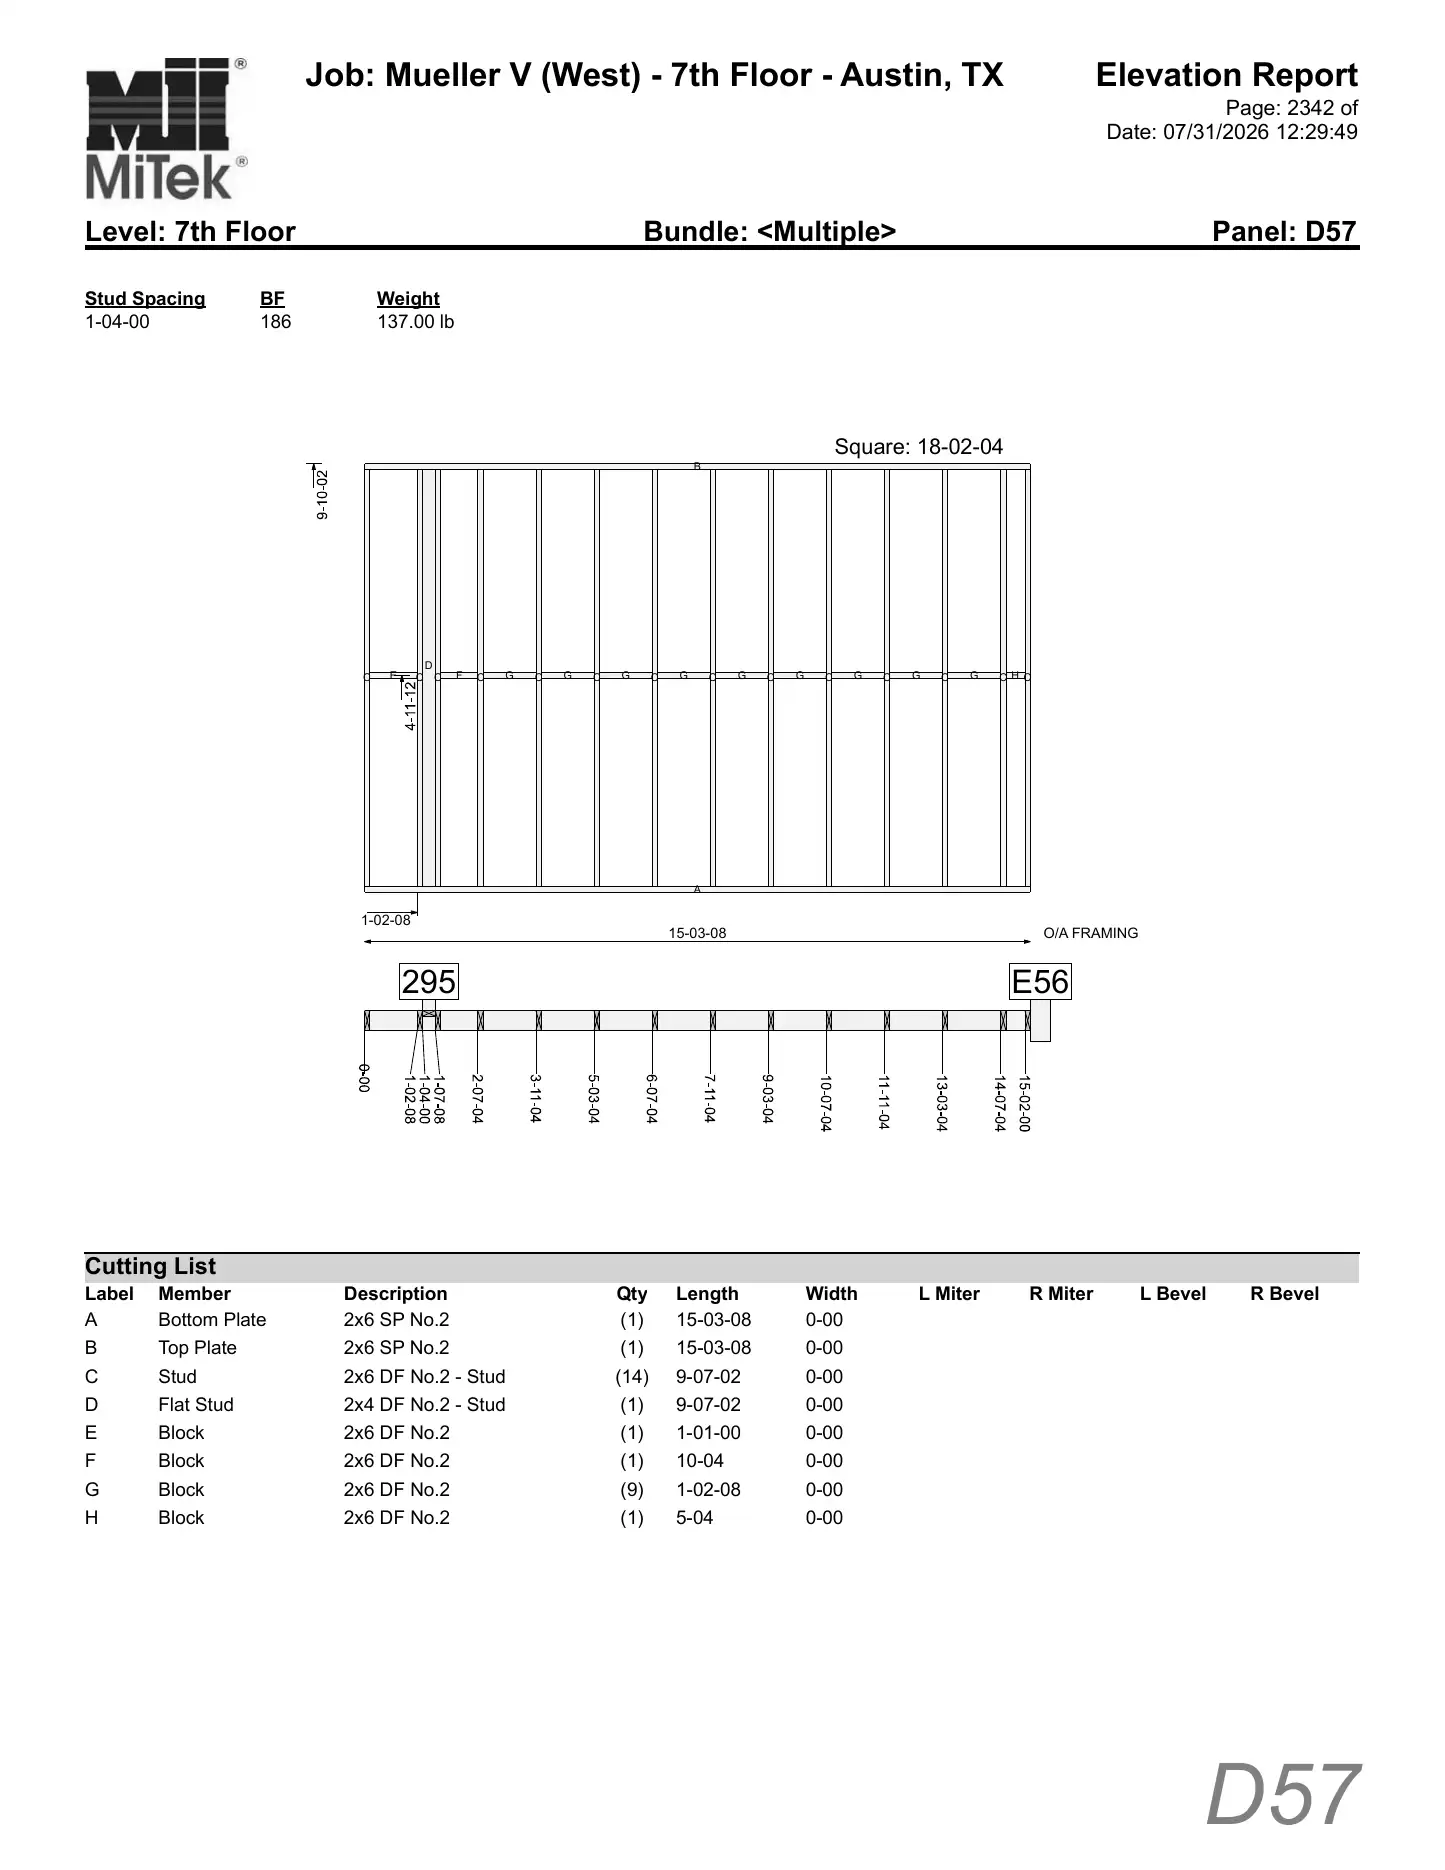 Job: Mueller V (West) - 7th Floor - Austin, TX
Elevation Report
Page: 2342 of
Date: 07/31/2026 12:29:49
MiTek®
Level: 7th Floor Bundle: <Multiple> Panel: D57
Stud Spacing BF Weight
1-04-00 186 137.00 lb
Square: 18-02-04
B
9-10-02
D
E F G G G G G G G G G H
4-11-12
A
1-02-08
15-03-08 O/A FRAMING
295 E56
0-00 1-02-08 1-04-00 1-07-08 2-07-04 3-11-04 5-03-04 6-07-04 7-11-04 9-03-04 10-07-04 11-11-04 13-03-04 14-07-04 15-02-00
Cutting List
Label Member Description Qty Length Width L Miter R Miter L Bevel R Bevel
A Bottom Plate 2x6 SP No.2 (1) 15-03-08 0-00
B Top Plate 2x6 SP No.2 (1) 15-03-08 0-00
C Stud 2x6 DF No.2 - Stud (14) 9-07-02 0-00
D Flat Stud 2x4 DF No.2 - Stud (1) 9-07-02 0-00
E Block 2x6 DF No.2 (1) 1-01-00 0-00
F Block 2x6 DF No.2 (1) 10-04 0-00
G Block 2x6 DF No.2 (9) 1-02-08 0-00
H Block 2x6 DF No.2 (1) 5-04 0-00
D57